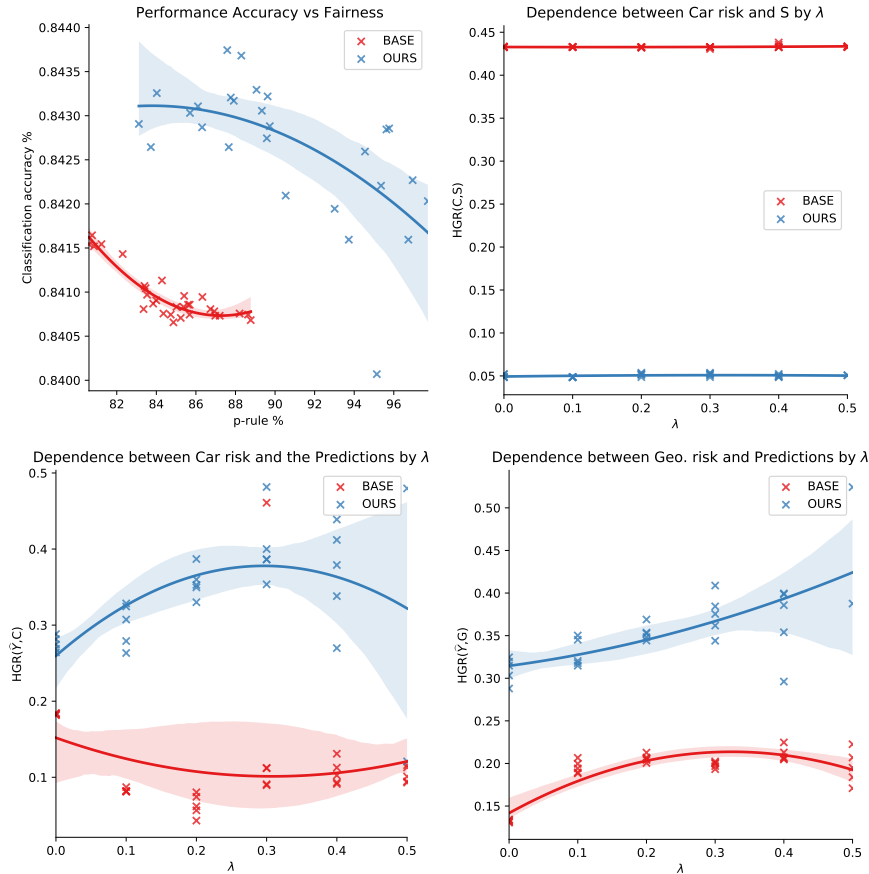 Performance Accuracy vs Fairness
0.8440
0.8435
0.8430
0.8425
0.8420
0.8415
0.8410
0.8405
0.8400
Classification accuracy %
BASE
OURS
82 84 86 88 90 92 94 96
p-rule %
Dependence between Car risk and S by λ
0.45
0.40
0.35
0.30
0.25
0.20
0.15
0.10
0.05
HGR(C,S)
BASE
OURS
0.0 0.1 0.2 0.3 0.4 0.5
λ
Dependence between Car risk and the Predictions by λ
0.5
0.4
0.3
0.2
0.1
HGR(Ŷ,C)
BASE
OURS
0.0 0.1 0.2 0.3 0.4 0.5
λ
Dependence between Geo. risk and Predictions by λ
0.50
0.45
0.40
0.35
0.30
0.25
0.20
0.15
HGR(Ŷ,G)
BASE
OURS
0.0 0.1 0.2 0.3 0.4 0.5
λ